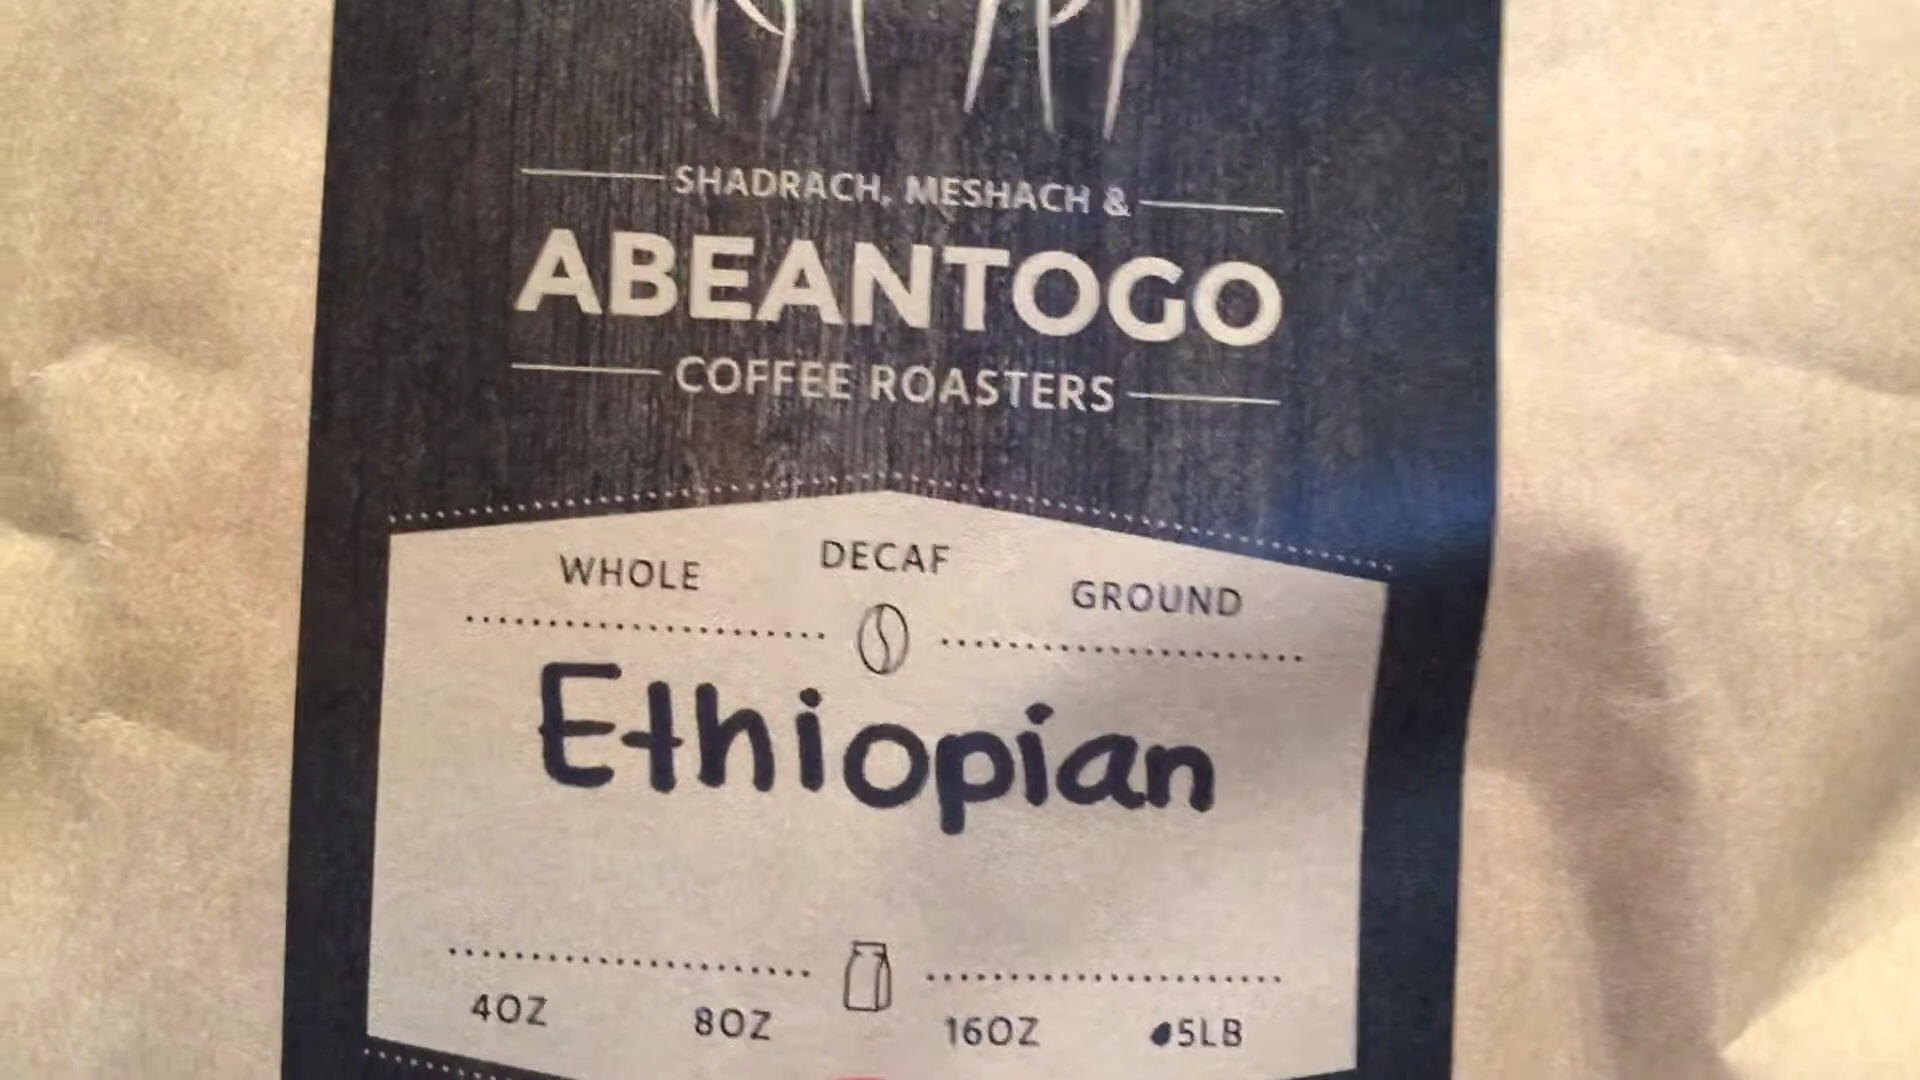 SHADRACH, MESHACH &
ABEANTOGO
COFFEE ROASTERS
WHOLE DECAF GROUND
Ethiopian
4OZ 8OZ 16OZ 5LB